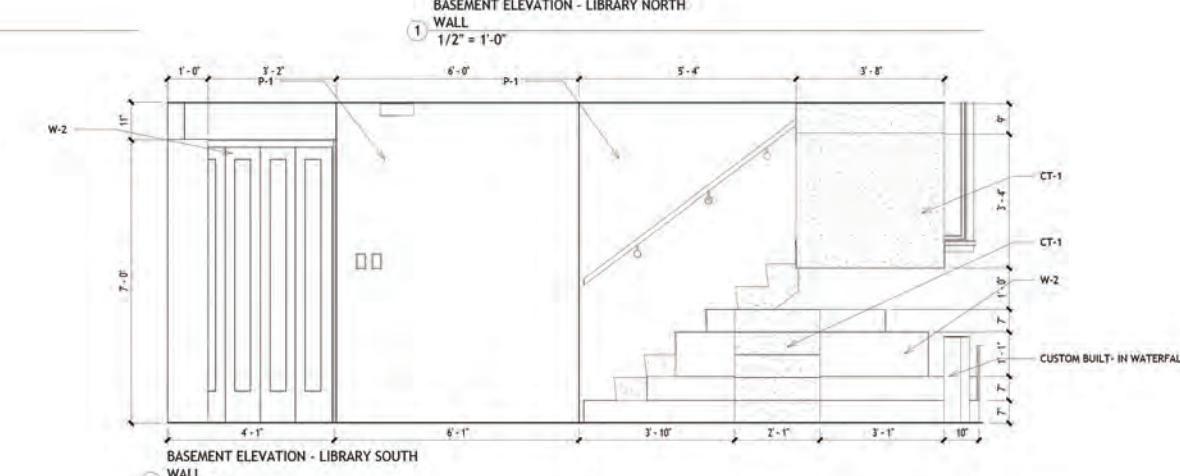 BASEMENT ELEVATION - LIBRARY NORTH
WALL
1
1/2" = 1'-0"
1' - 0"
3' - 2"
6' - 0"
5' - 4"
3' - 8"
P-1
P-1
W-2
11"
9"
CT-1
3' - 4"
CT-1
7' - 0"
W-2
1' - 0"
7"
1' - 1"
CUSTOM BUILT- IN WATERFAL
7"
7"
4' - 1"
6' - 1"
3' - 10"
2' - 1"
3' - 1"
10"
BASEMENT ELEVATION - LIBRARY SOUTH
WALL